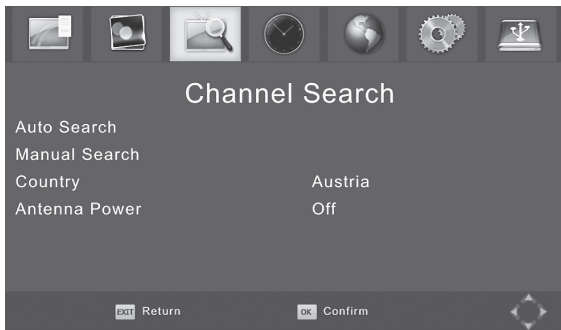 Channel Search
Auto Search
Manual Search
Country Austria
Antenna Power Off
EXIT Return OK Confirm